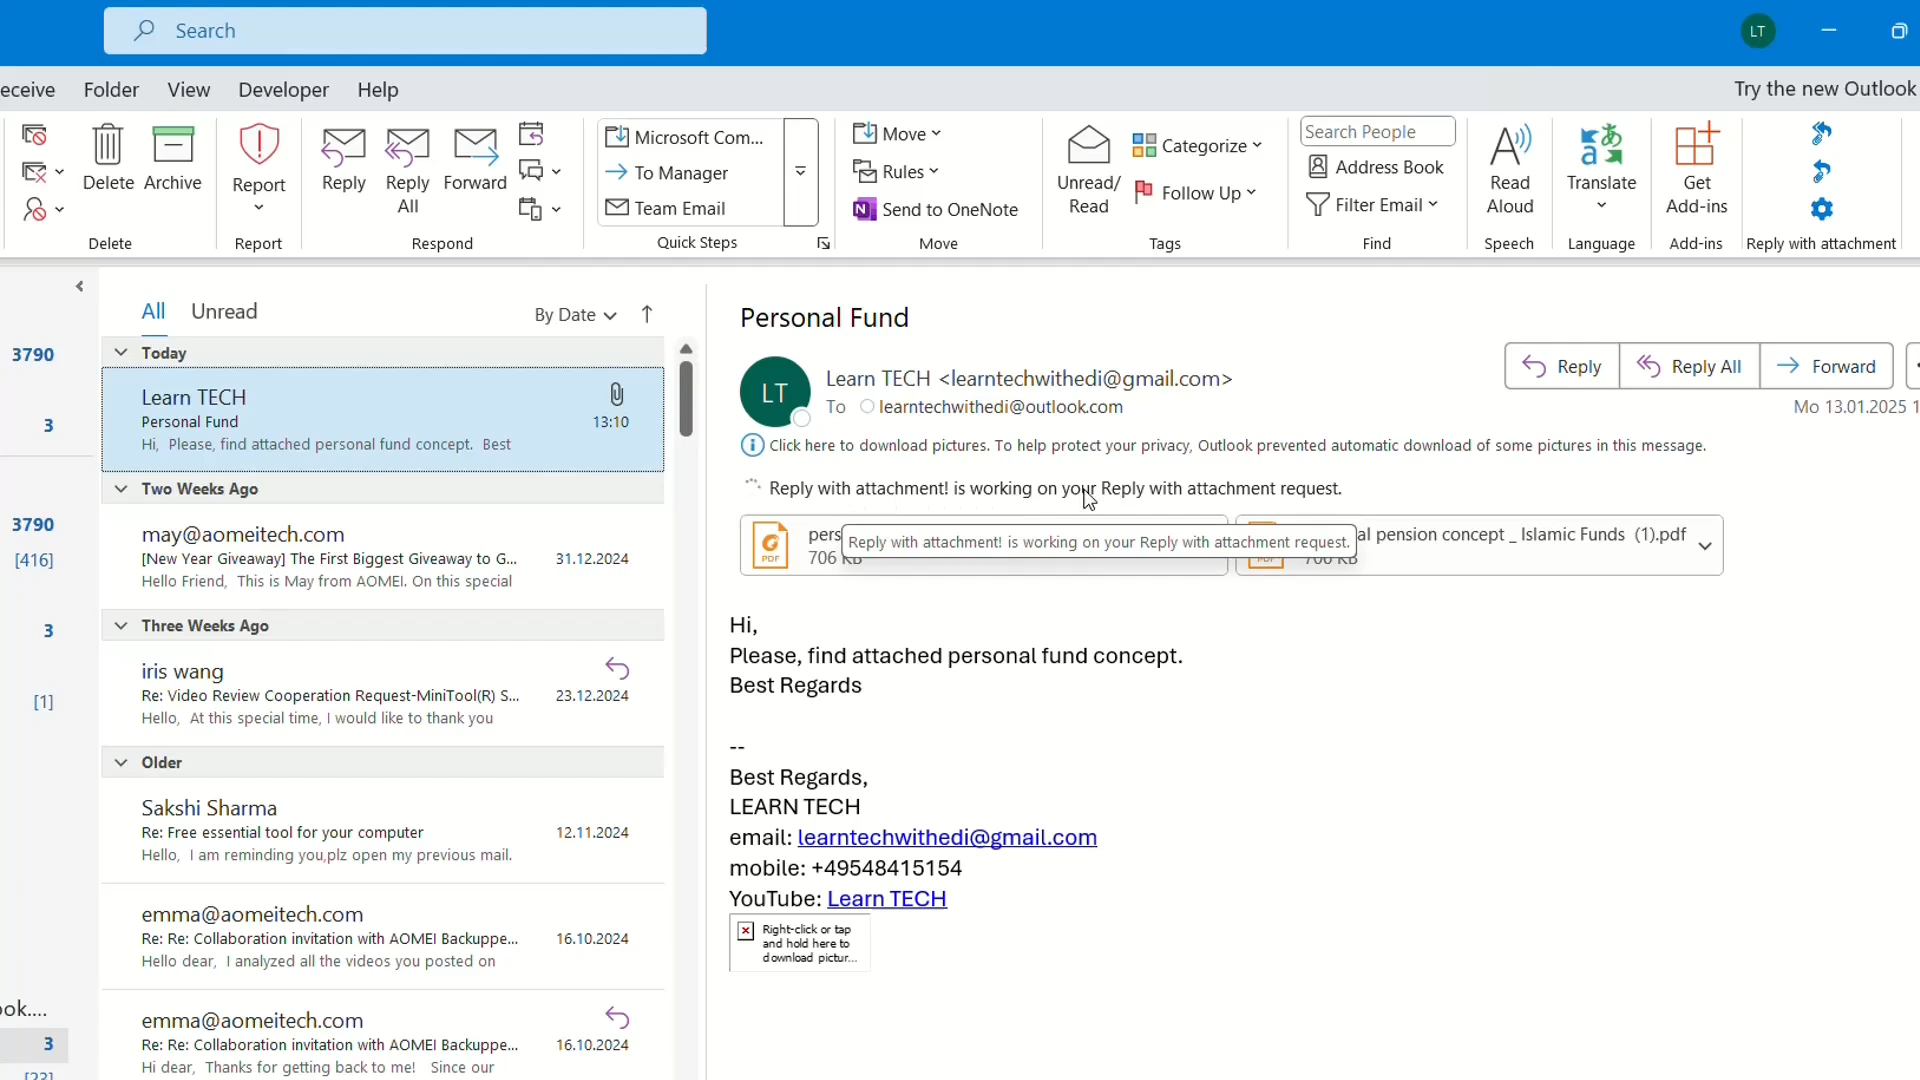 Search
LT
eceive Folder View Developer Help
Try the new Outlook
Delete
Archive
Delete
Report
Report
Reply
Reply All
Forward
Respond
Microsoft Com...
To Manager
Team Email
Quick Steps
Move
Rules
Send to OneNote
Move
Unread/ Read
Categorize
Follow Up
Tags
Search People
Address Book
Filter Email
Find
Read Aloud
Speech
Translate
Language
Get Add-ins
Add-ins
Reply with attachment
3790
3
3790
[416]
3
[1]
ook....
3
[23]
All Unread
By Date
Today
Learn TECH
Personal Fund 13:10
Hi, Please, find attached personal fund concept. Best
Two Weeks Ago
may@aomeitech.com
[New Year Giveaway] The First Biggest Giveaway to G... 31.12.2024
Hello Friend, This is May from AOMEI. On this special
Three Weeks Ago
iris wang
Re: Video Review Cooperation Request-MiniTool(R) S... 23.12.2024
Hello, At this special time, I would like to thank you
Older
Sakshi Sharma
Re: Free essential tool for your computer 12.11.2024
Hello, I am reminding you,plz open my previous mail.
emma@aomeitech.com
Re: Re: Collaboration invitation with AOMEI Backuppe... 16.10.2024
Hello dear, I analyzed all the videos you posted on
emma@aomeitech.com
Re: Re: Collaboration invitation with AOMEI Backuppe... 16.10.2024
Hi dear, Thanks for getting back to me! Since our
Personal Fund
LT
Learn TECH <learntechwithedi@gmail.com>
To learntechwithedi@outlook.com
Reply Reply All Forward
Mo 13.01.2025 1
Click here to download pictures. To help protect your privacy, Outlook prevented automatic download of some pictures in this message.
Reply with attachment! is working on your Reply with attachment request.
PDF
pers
706 KB
Reply with attachment! is working on your Reply with attachment request.
al pension concept _ Islamic Funds (1).pdf
706 KB
Hi,
Please, find attached personal fund concept.
Best Regards
--
Best Regards,
LEARN TECH
email: learntechwithedi@gmail.com
mobile: +49548415154
YouTube: Learn TECH
Right-click or tap
and hold here to
download pictur...